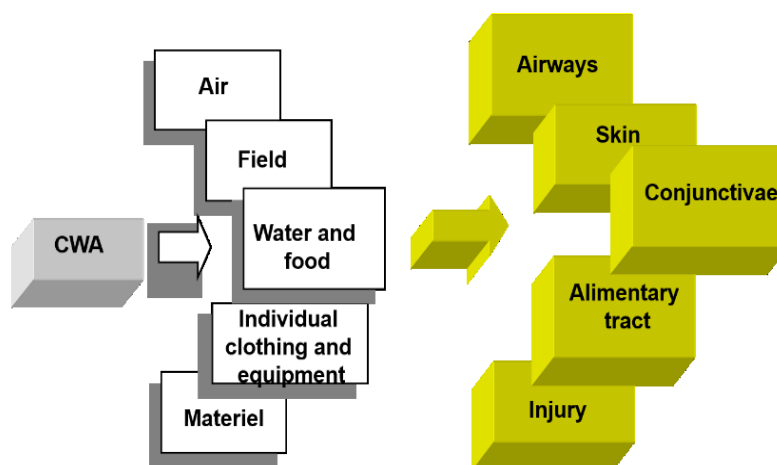 CWA
Air
Field
Water and
food
Individual
clothing and
equipment
Materiel
Airways
Skin
Conjunctivae
Alimentary
tract
Injury